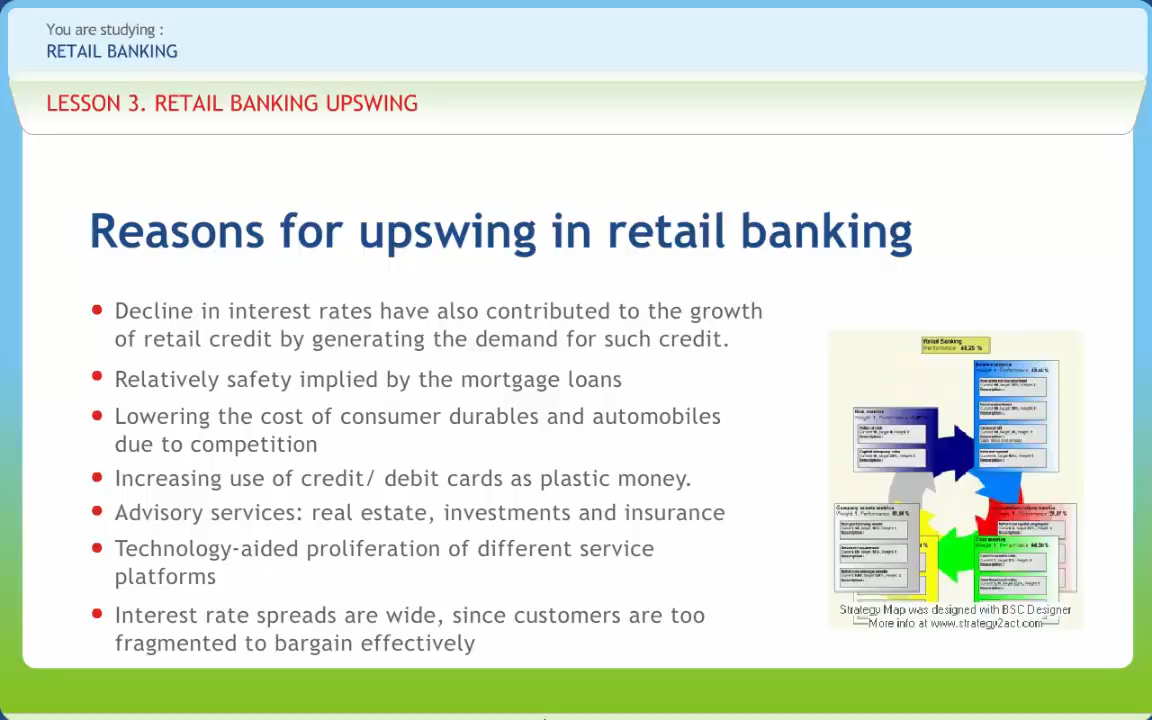 You are studying :
RETAIL BANKING
LESSON 3. RETAIL BANKING UPSWING
Reasons for upswing in retail banking
• Decline in interest rates have also contributed to the growth
of retail credit by generating the demand for such credit.
• Relatively safety implied by the mortgage loans
• Lowering the cost of consumer durables and automobiles
due to competition
• Increasing use of credit/ debit cards as plastic money.
• Advisory services: real estate, investments and insurance
• Technology-aided proliferation of different service
platforms
• Interest rate spreads are wide, since customers are too
fragmented to bargain effectively
Retail Banking
Strategy Map was designed with BSC Designer
More info at www.strategy2act.com